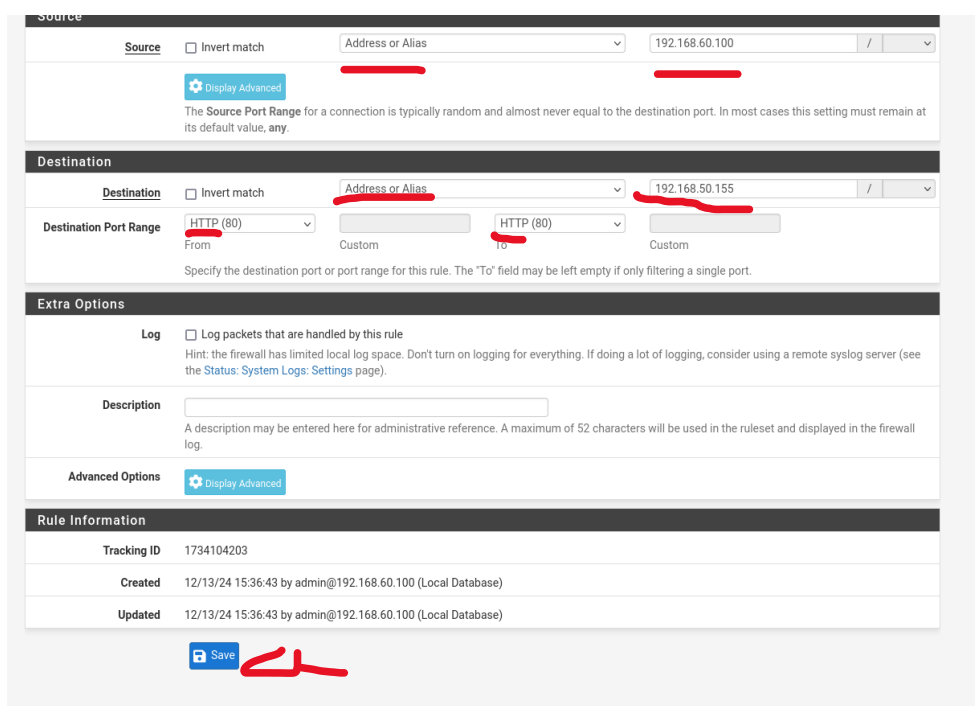 Source
Source Invert match Address or Alias 192.168.60.100 /
Display Advanced
The Source Port Range for a connection is typically random and almost never equal to the destination port. In most cases this setting must remain at
its default value, any.
Destination
Destination Invert match Address or Alias 192.168.50.155 /
Destination Port Range HTTP (80) HTTP (80)
From Custom To Custom
Specify the destination port or port range for this rule. The "To" field may be left empty if only filtering a single port.
Extra Options
Log Log packets that are handled by this rule
Hint: the firewall has limited local log space. Don't turn on logging for everything. If doing a lot of logging, consider using a remote syslog server (see
the Status: System Logs: Settings page).
Description
A description may be entered here for administrative reference. A maximum of 52 characters will be used in the ruleset and displayed in the firewall
log.
Advanced Options Display Advanced
Rule Information
Tracking ID 1734104203
Created 12/13/24 15:36:43 by admin@192.168.60.100 (Local Database)
Updated 12/13/24 15:36:43 by admin@192.168.60.100 (Local Database)
Save